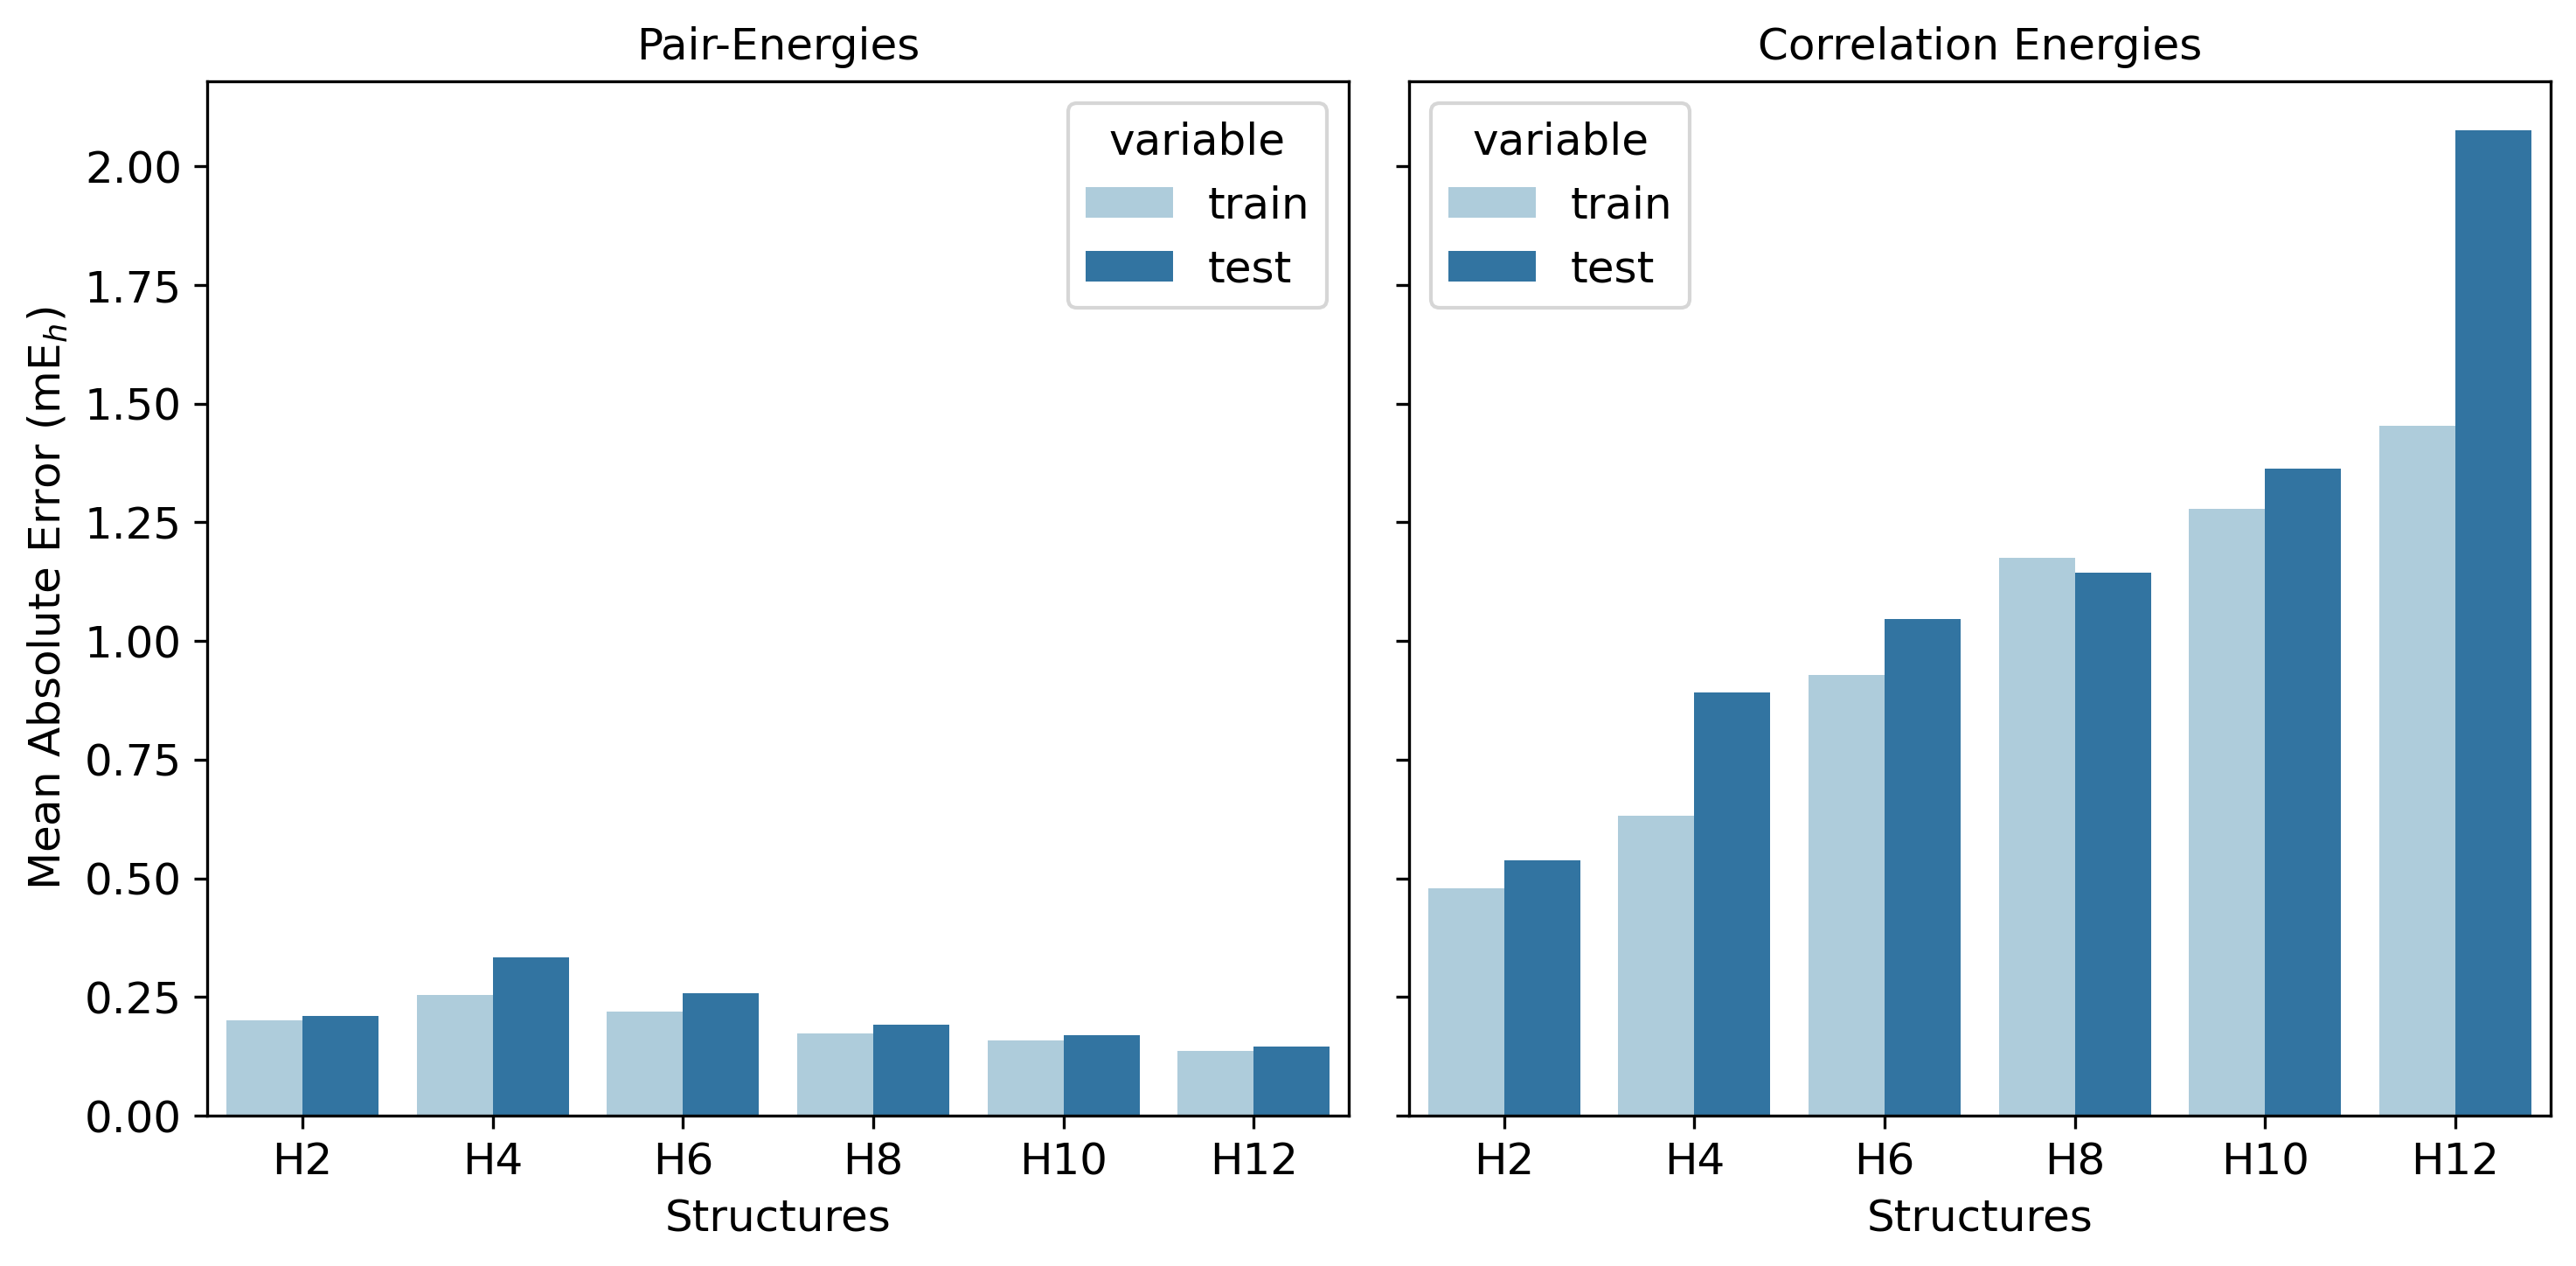 Pair-Energies
Correlation Energies
Mean Absolute Error (mE_h)
2.00
1.75
1.50
1.25
1.00
0.75
0.50
0.25
0.00
variable
train
test
variable
train
test
H2 H4 H6 H8 H10 H12
Structures
H2 H4 H6 H8 H10 H12
Structures